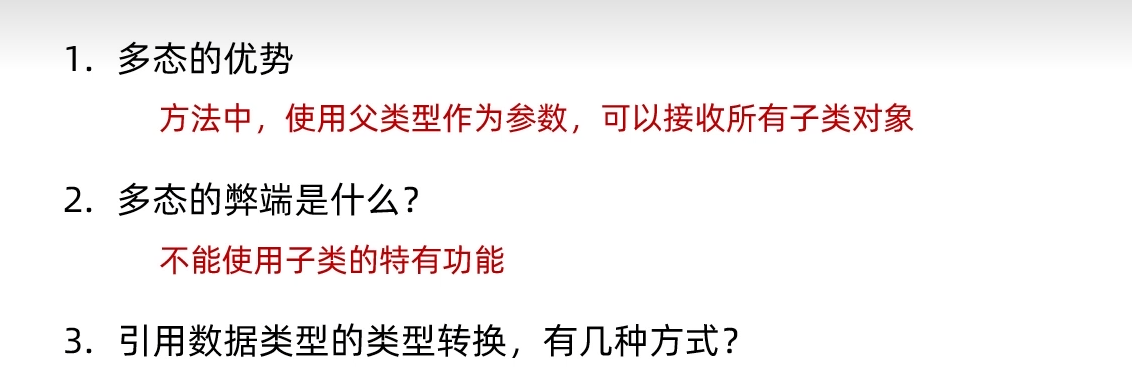 1. 多态的优势
方法中，使用父类型作为参数，可以接收所有子类对象
2. 多态的弊端是什么？
不能使用子类的特有功能
3. 引用数据类型的类型转换，有几种方式？